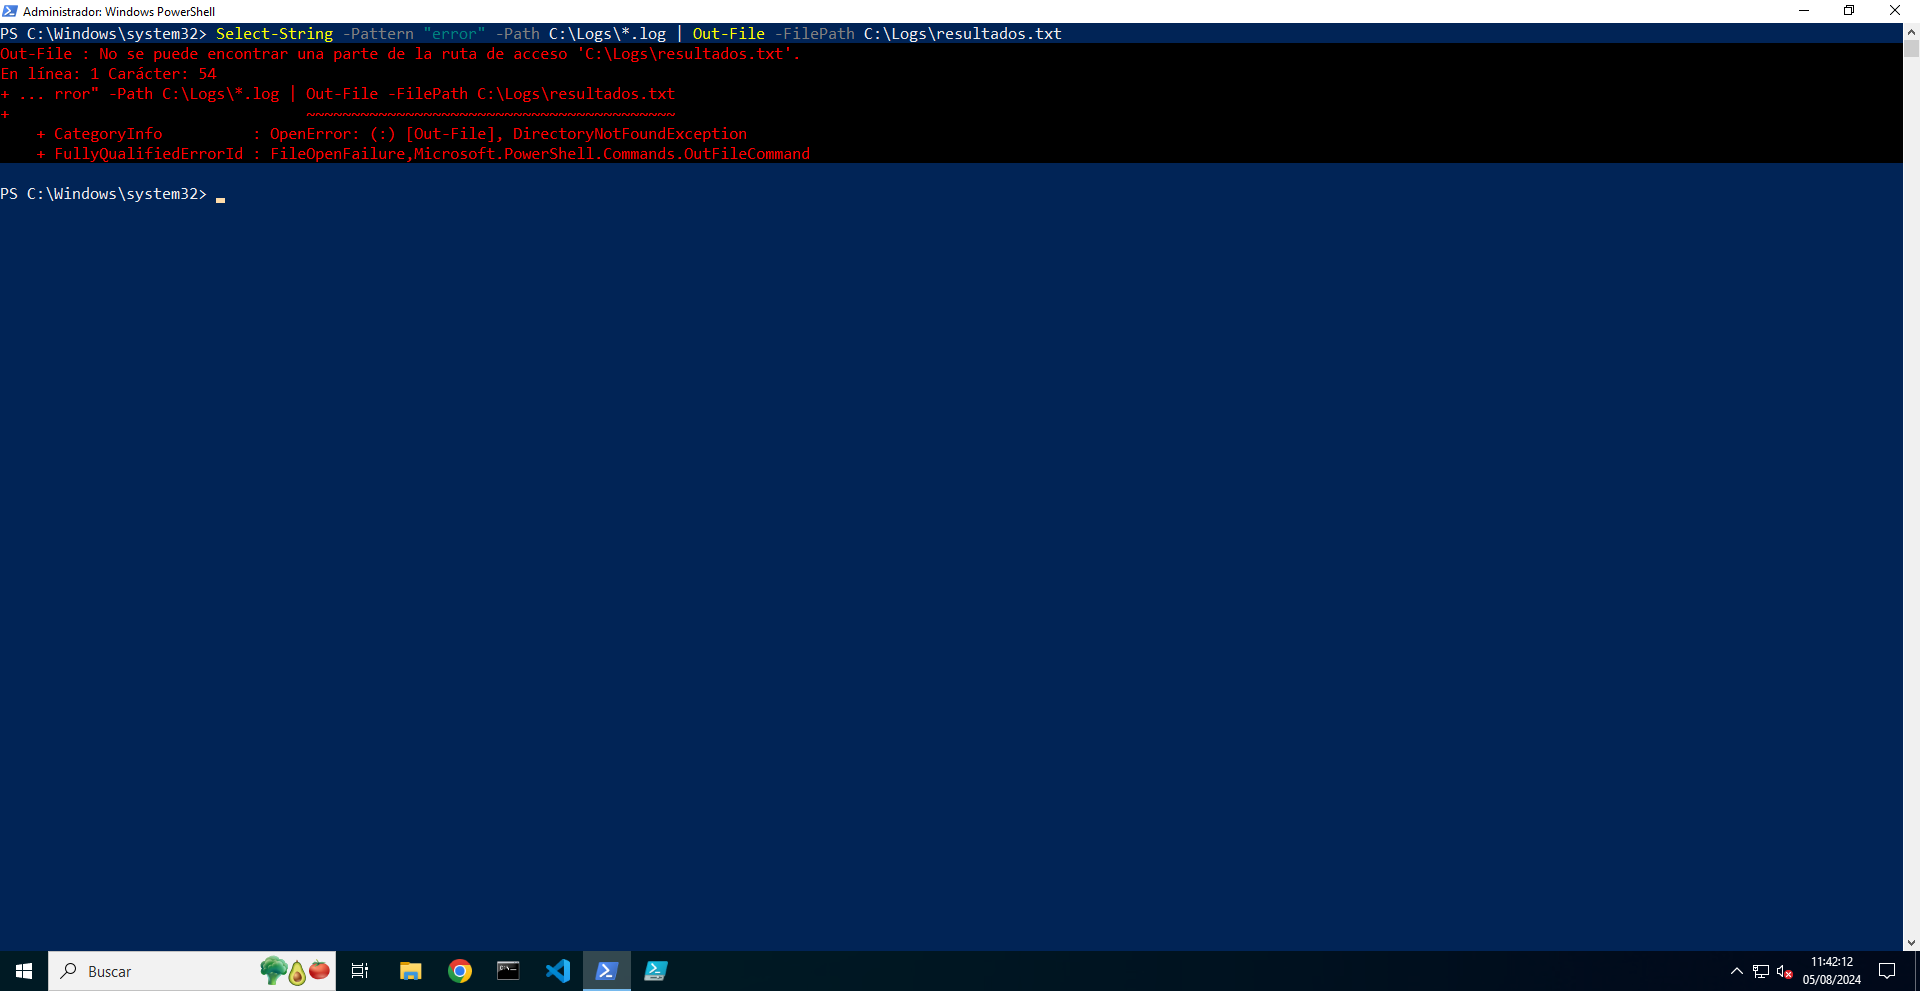 Administrador: Windows PowerShell
PS C:\Windows\system32> Select-String -Pattern "error" -Path C:\Logs\*.log | Out-File -FilePath C:\Logs\resultados.txt
Out-File : No se puede encontrar una parte de la ruta de acceso 'C:\Logs\resultados.txt'.
En línea: 1 Carácter: 54
+ ... rror" -Path C:\Logs\*.log | Out-File -FilePath C:\Logs\resultados.txt
+                                 ~~~~~~~~~~~~~~~~~~~~~~~~~~~~~~~~~~~~~~~~~
    + CategoryInfo          : OpenError: (:) [Out-File], DirectoryNotFoundException
    + FullyQualifiedErrorId : FileOpenFailure,Microsoft.PowerShell.Commands.OutFileCommand
PS C:\Windows\system32>
Buscar
11:42:12
05/08/2024